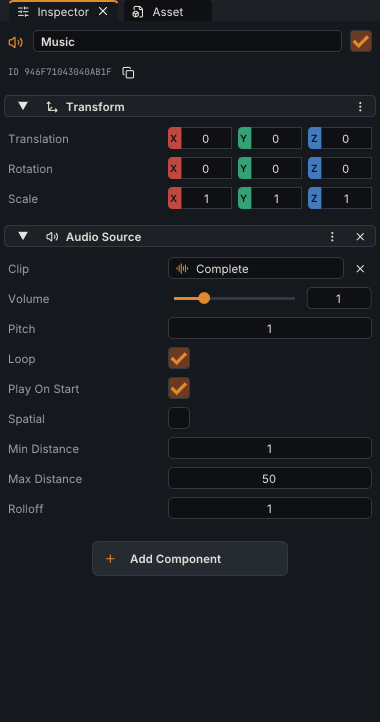 Inspector Asset
Music
ID 946F71043040AB1F
Transform
Translation X 0 Y 0 Z 0
Rotation X 0 Y 0 Z 0
Scale X 1 Y 1 Z 1
Audio Source
Clip Complete
Volume 1
Pitch 1
Loop
Play On Start
Spatial
Min Distance 1
Max Distance 50
Rolloff 1
+ Add Component